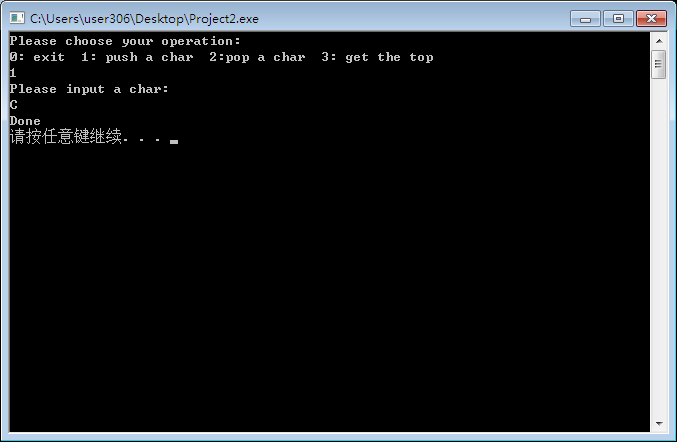 C:\Users\user306\Desktop\Project2.exe
Please choose your operation:
0: exit  1: push a char  2:pop a char  3: get the top
1
Please input a char:
C
Done
请按任意键继续. . .